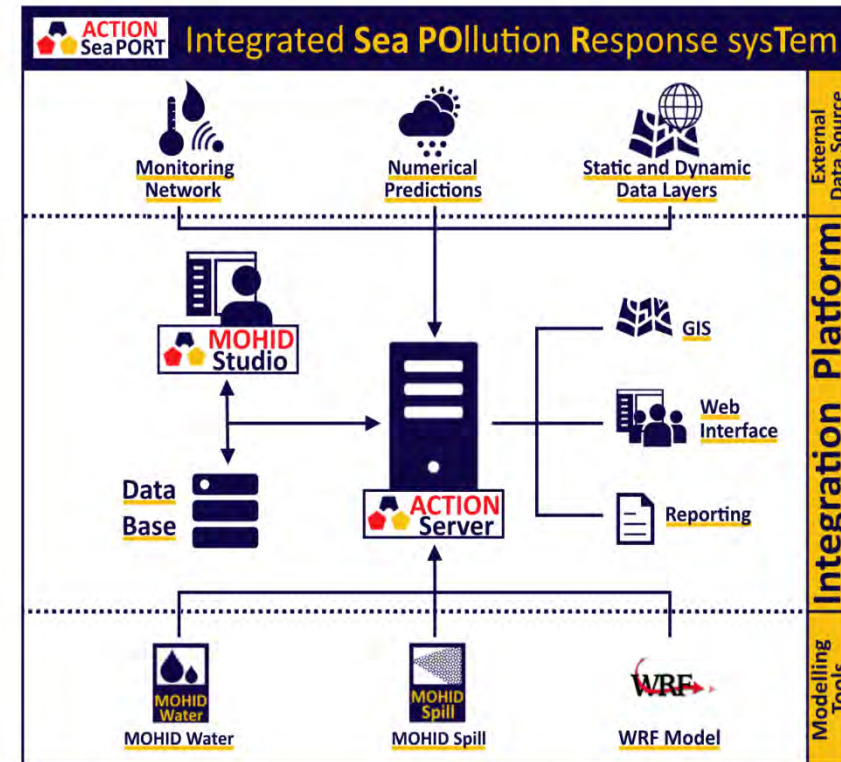 ACTION
SeaPORT
Integrated Sea POllution Response sysTem
External
Data Source
Monitoring
Network
Numerical
Predictions
Static and Dynamic
Data Layers
Integration Platform
MOHID
Studio
GIS
Web
Interface
Data
Base
ACTION
Server
Reporting
Modelling
Tools
MOHID
Water
MOHID Water
MOHID
Spill
MOHID Spill
WRF
WRF Model